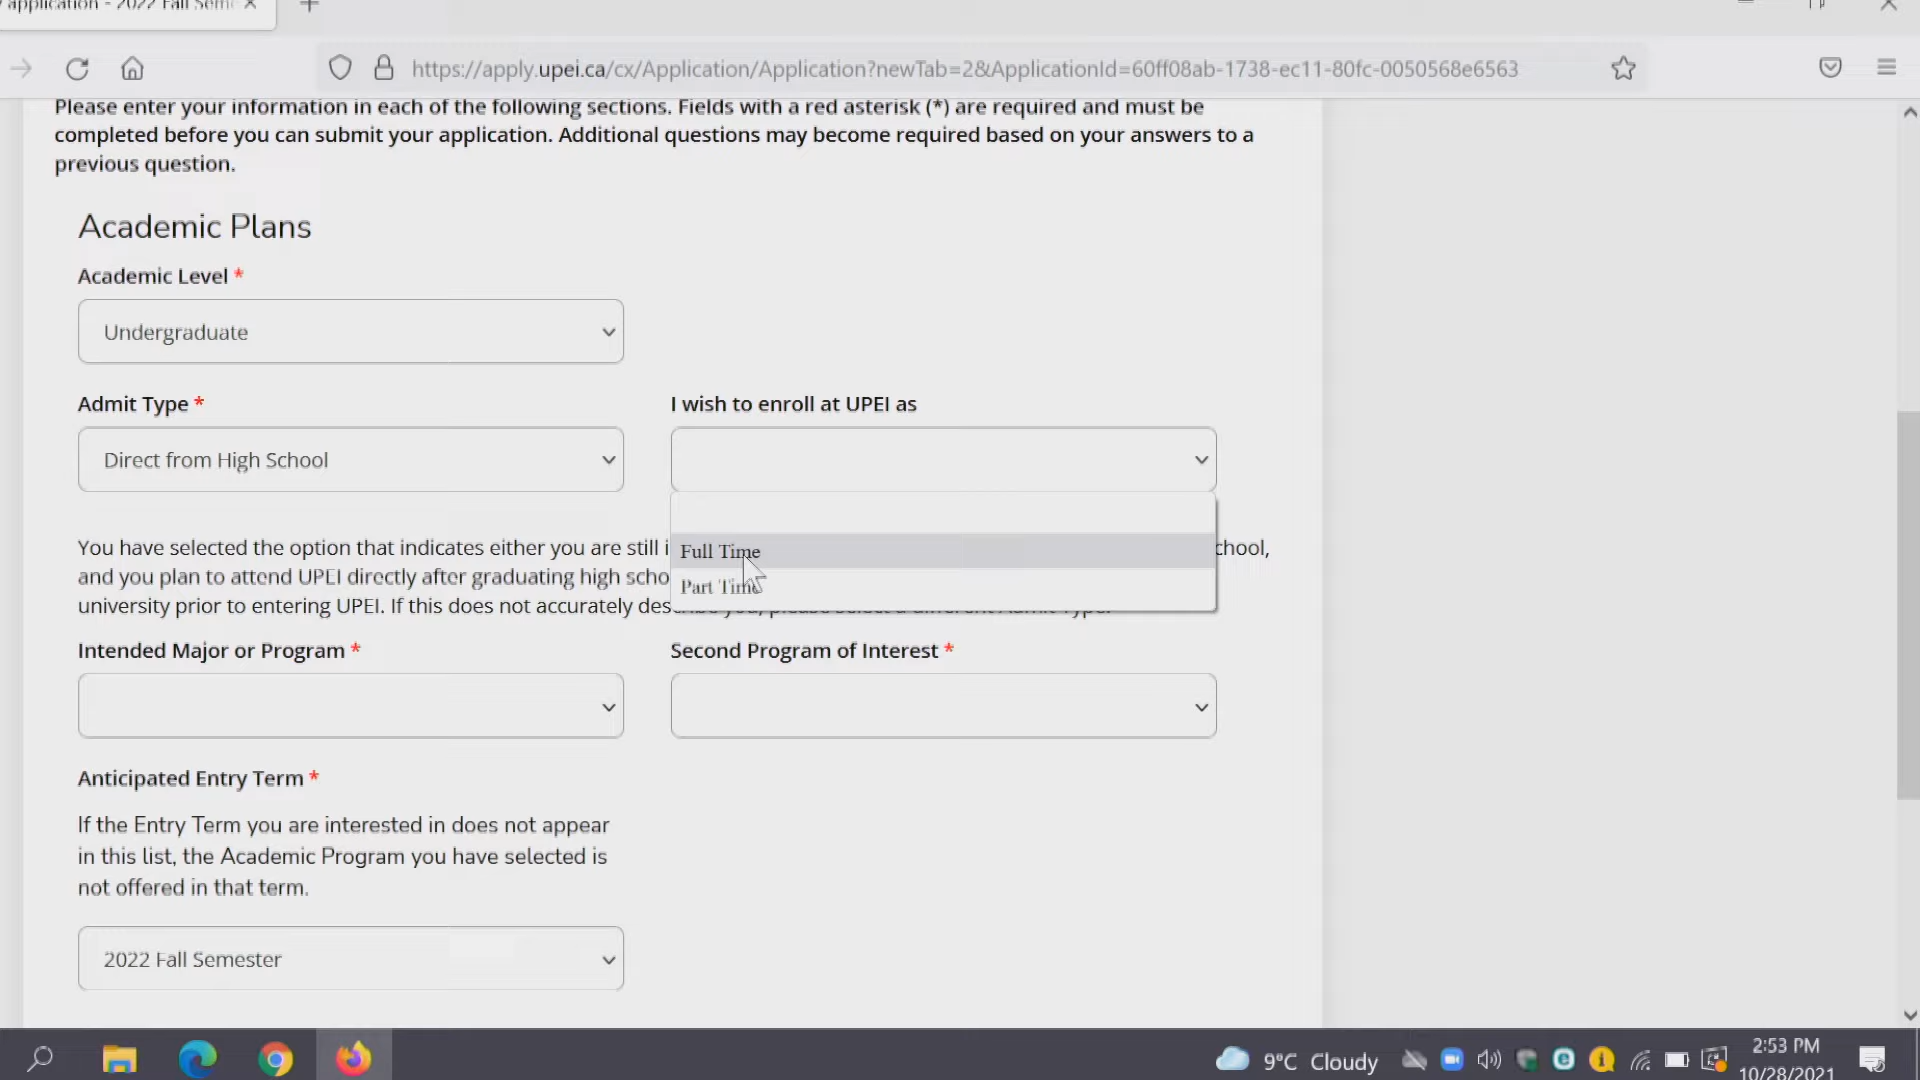 application - 2022 Fall Seme
https://apply.upei.ca/cx/Application/Application?newTab=2&ApplicationId=60ff08ab-1738-ec11-80fc-0050568e6563
Please enter your information in each of the following sections. Fields with a red asterisk (*) are required and must be
completed before you can submit your application. Additional questions may become required based on your answers to a
previous question.
Academic Plans
Academic Level *
Undergraduate
Admit Type * I wish to enroll at UPEI as
Direct from High School
Full Time
Part Time
You have selected the option that indicates either you are still i chool,
and you plan to attend UPEI directly after graduating high scho
university prior to entering UPEI. If this does not accurately describe you, please select a different Admit Type.
Intended Major or Program * Second Program of Interest *
Anticipated Entry Term *
If the Entry Term you are interested in does not appear
in this list, the Academic Program you have selected is
not offered in that term.
2022 Fall Semester
9°C Cloudy
2:53 PM
10/28/2021